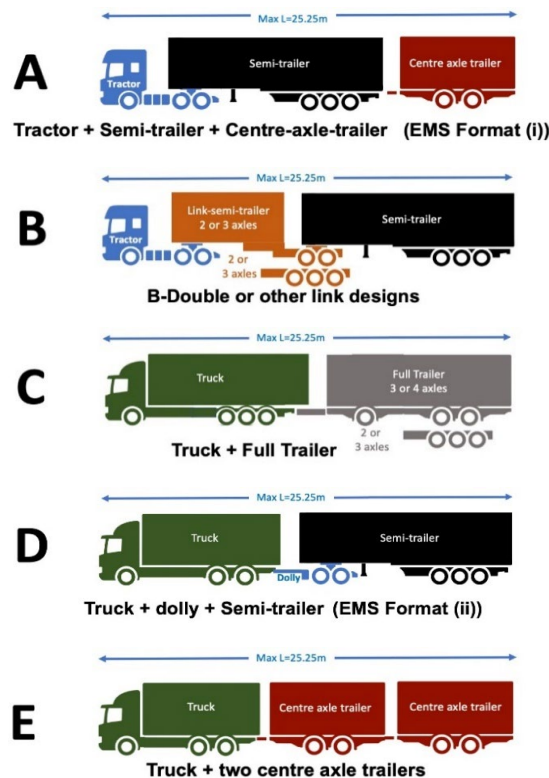 Max L=25.25m
A
Tractor
Semi-trailer
Centre axle trailer
Tractor + Semi-trailer + Centre-axle-trailer (EMS Format (i))
Max L=25.25m
B
Tractor
Link-semi-trailer
2 or 3 axles
Semi-trailer
2 or
3 axles
B-Double or other link designs
Max L=25.25m
C
Truck
Full Trailer
3 or 4 axles
2 or
3 axles
Truck + Full Trailer
Max L=25.25m
D
Truck
Semi-trailer
Dolly
Truck + dolly + Semi-trailer (EMS Format (ii))
Max L=25.25m
E
Truck
Centre axle trailer
Centre axle trailer
Truck + two centre axle trailers